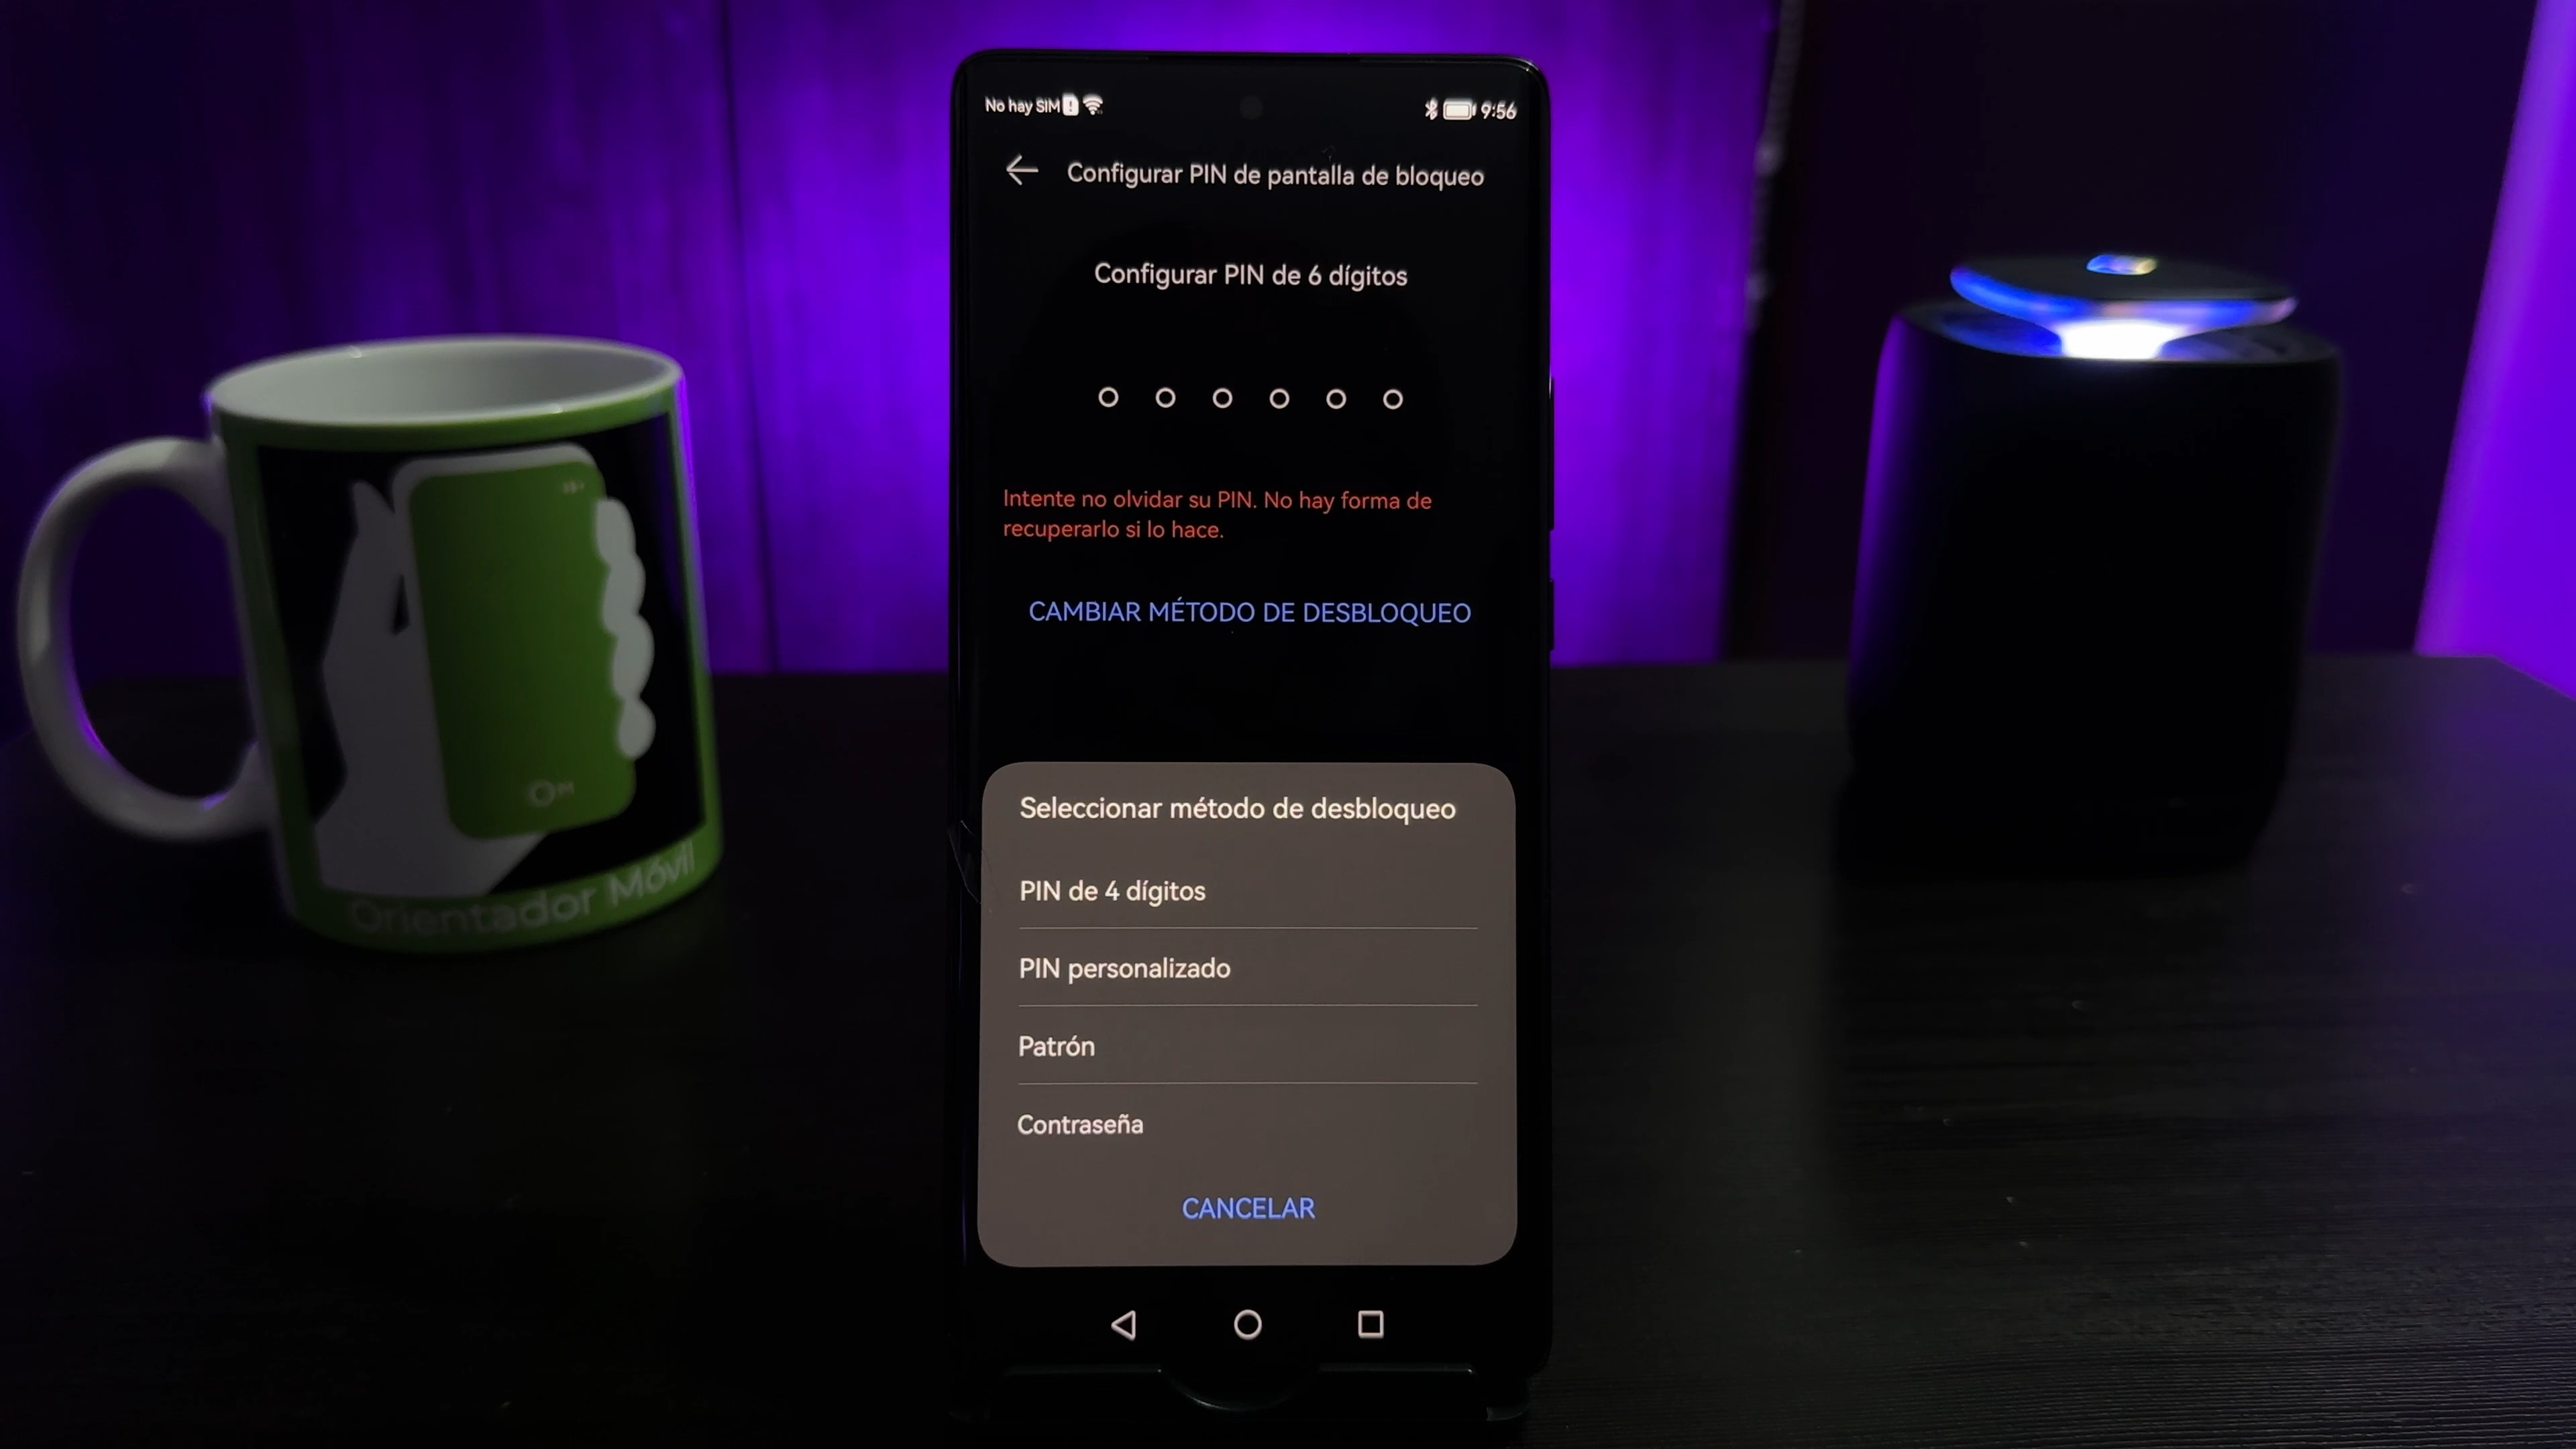 No hay SIM
9:56
Configurar PIN de pantalla de bloqueo
Configurar PIN de 6 dígitos
Intente no olvidar su PIN. No hay forma de
recuperarlo si lo hace.
CAMBIAR MÉTODO DE DESBLOQUEO
Seleccionar método de desbloqueo
PIN de 4 dígitos
PIN personalizado
Patrón
Contraseña
CANCELAR
OM
Orientador Móvil